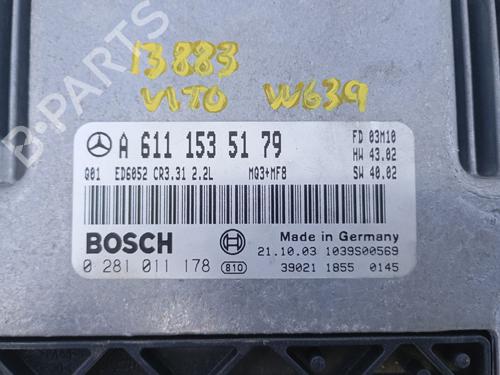 B-PARTS
13883
VITO W639
A 611 153 51 79
FD 03M10
HW 43.02
Q01 ED6052 CR3.31 2.2L MQ3+MF8 SW 40.02
BOSCH
Made in Germany
21.10.03 1039S00569
0 281 011 178 810 39021 1855 0145